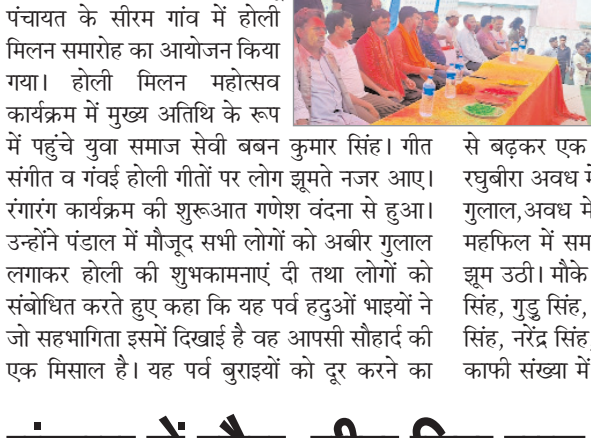 पंचायत के सीरम गांव में होली
मिलन समारोह का आयोजन किया
गया। होली मिलन महोत्सव
कार्यक्रम में मुख्य अतिथि के रूप
में पहुंचे युवा समाज सेवी बबन कुमार सिंह। गीत
संगीत व गंवई होली गीतों पर लोग झूमते नजर आए।
रंगारंग कार्यक्रम की शुरूआत गणेश वंदना से हुआ।
उन्होंने पंडाल में मौजूद सभी लोगों को अबीर गुलाल
लगाकर होली की शुभकामनाएं दी तथा लोगों को
संबोधित करते हुए कहा कि यह पर्व हदुओं भाइयों ने
जो सहभागिता इसमें दिखाई है वह आपसी सौहार्द की
एक मिसाल है। यह पर्व बुराइयों को दूर करने का
से बढ़कर एक
रघुबीरा अवध में
गुलाल,अवध में
महफिल में सम
झूम उठी। मौके
सिंह, गुड्डु सिंह,
सिंह, नरेंद्र सिंह,
काफी संख्या में